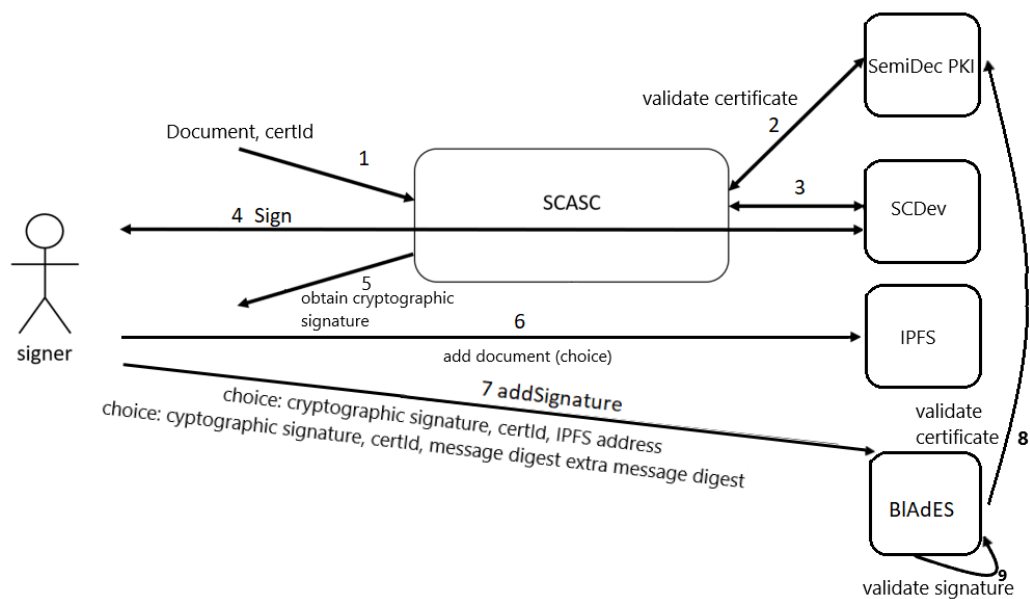 SemiDec PKI
validate certificate
2
Document, certId
1
SCASC
3
SCDev
4 Sign
5
obtain cryptographic
signature
6
IPFS
signer
add document (choice)
7 addSignature
choice: cryptographic signature, certId, IPFS address
choice: cyptographic signature, certId, message digest extra message digest
validate
certificate 8
BlAdES
9
validate signature